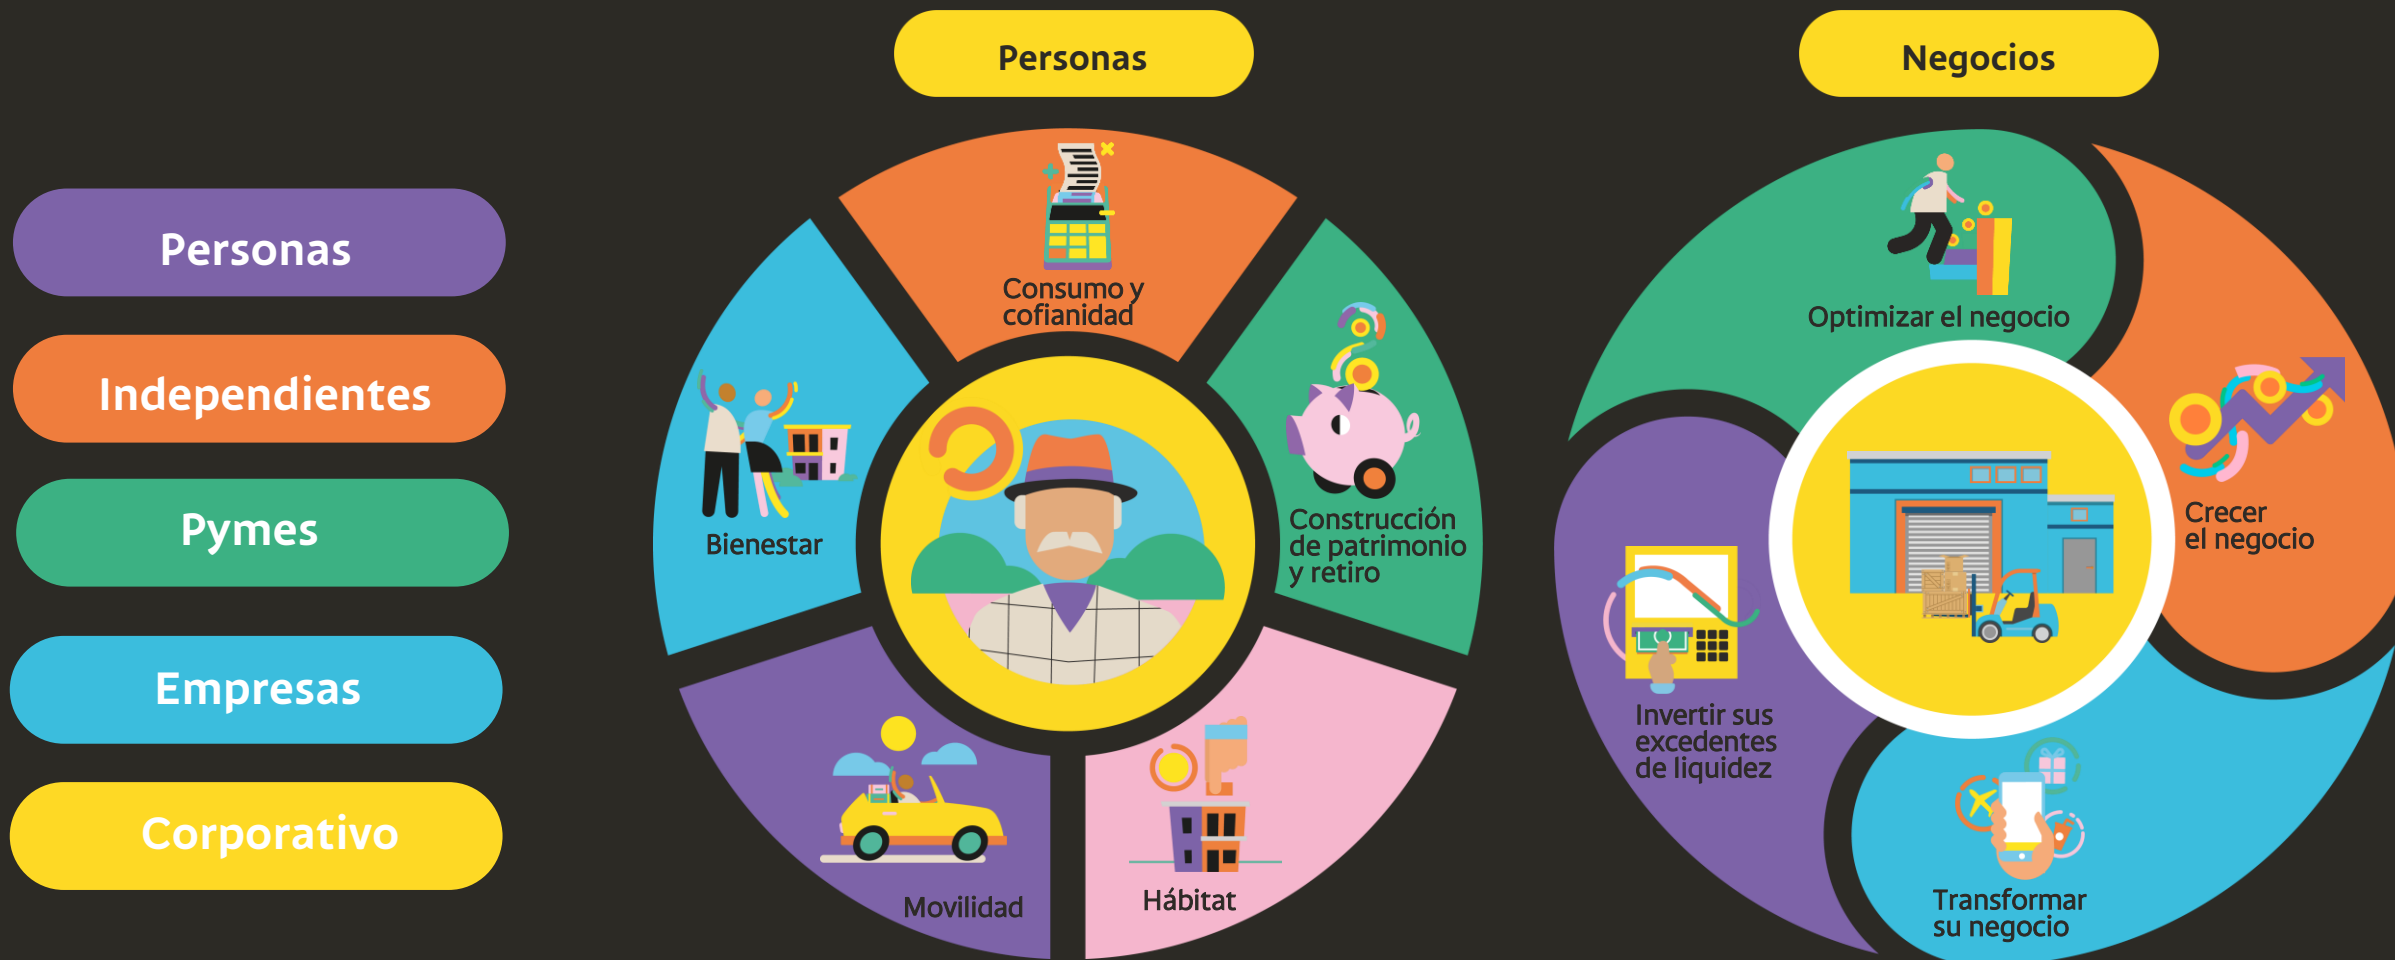 Personas
Independientes
Pymes
Empresas
Corporativo
Personas
Consumo y
cofianidad
Bienestar
Construcción
de patrimonio
y retiro
Movilidad
Hábitat
Negocios
Optimizar el negocio
Crecer
el negocio
Invertir sus
excedentes
de liquidez
Transformar
su negocio